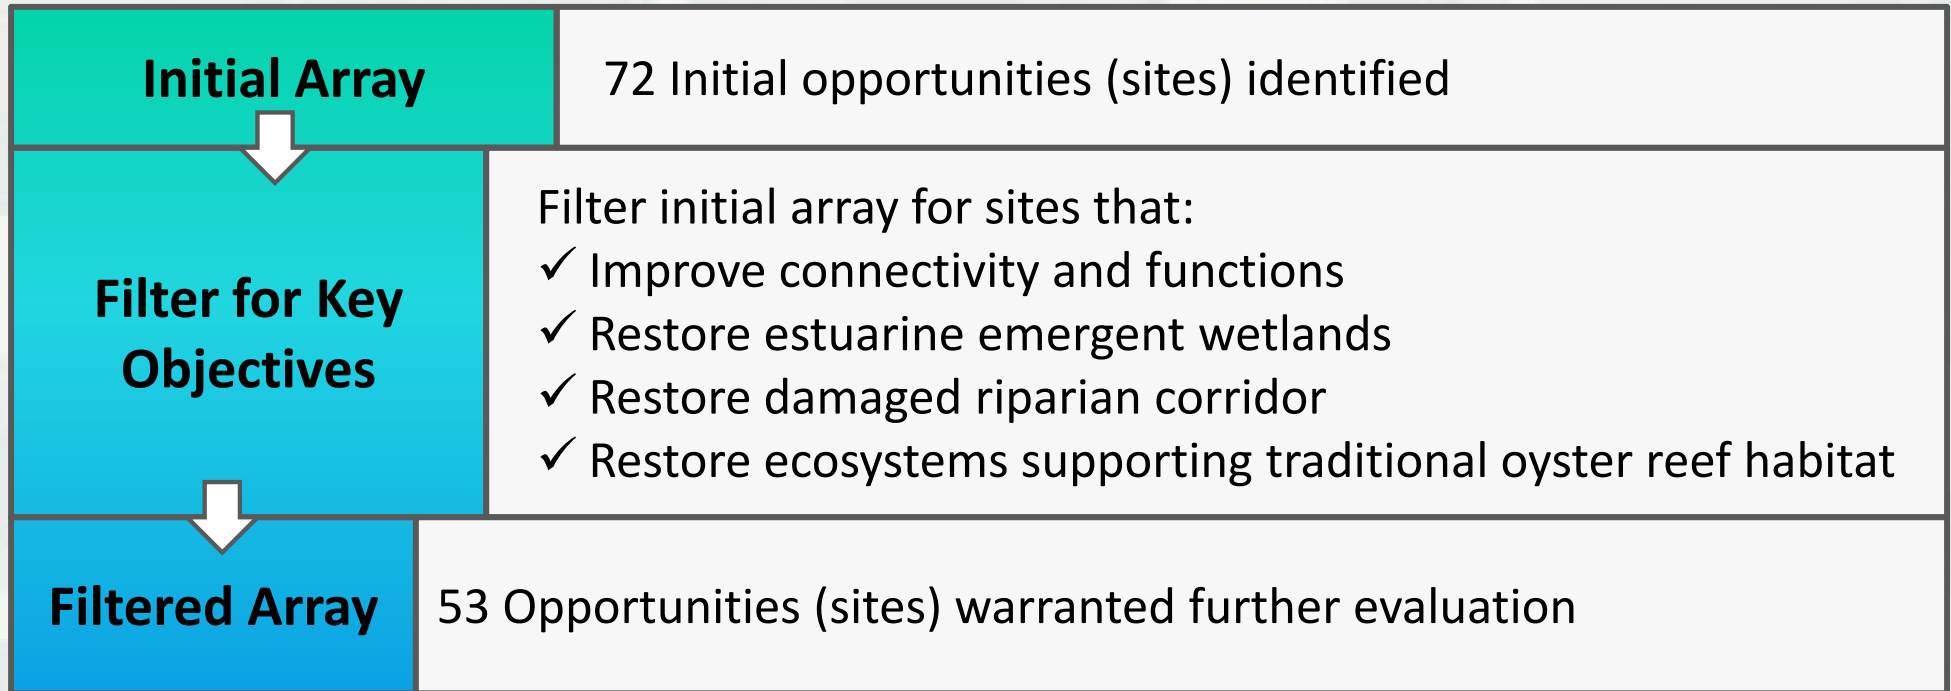 Initial Array
72 Initial opportunities (sites) identified
Filter for Key
Objectives
Filter initial array for sites that:
✓ Improve connectivity and functions
✓ Restore estuarine emergent wetlands
✓ Restore damaged riparian corridor
✓ Restore ecosystems supporting traditional oyster reef habitat
Filtered Array
53 Opportunities (sites) warranted further evaluation